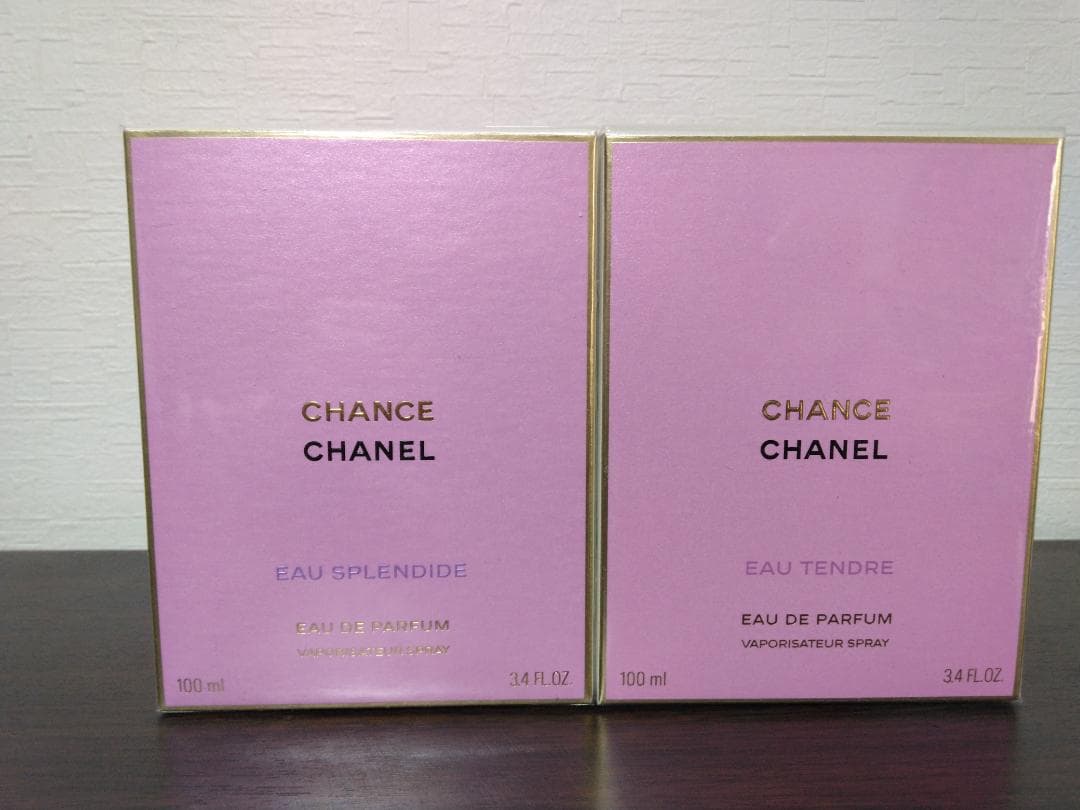 CHANCE
CHANEL
EAU SPLENDIDE
EAU DE PARFUM
VAPORISATEUR SPRAY
100 ml
3.4 FL.OZ.
CHANCE
CHANEL
EAU TENDRE
EAU DE PARFUM
VAPORISATEUR SPRAY
100 ml
3.4 FL.OZ.